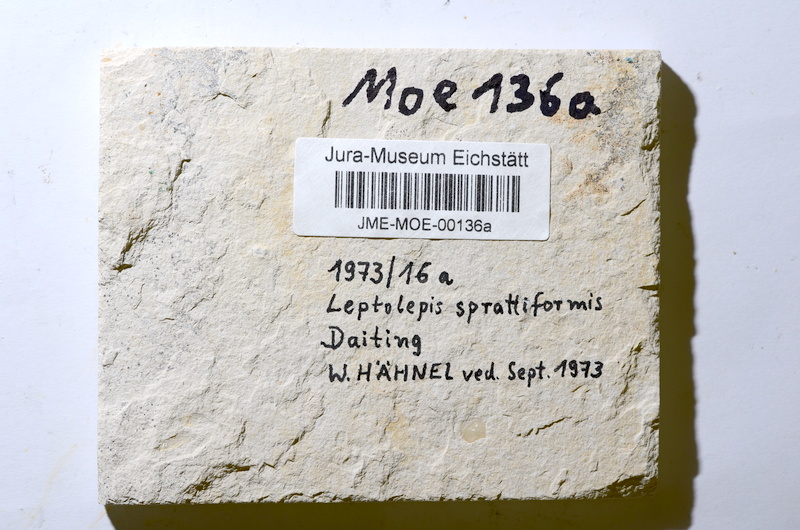 Moe 136a
Jura-Museum Eichstätt
JME-MOE-00136a
1973/16 a
Leptolepis sprattiformis
Daiting
W. HÄHNEL ved. Sept. 1973